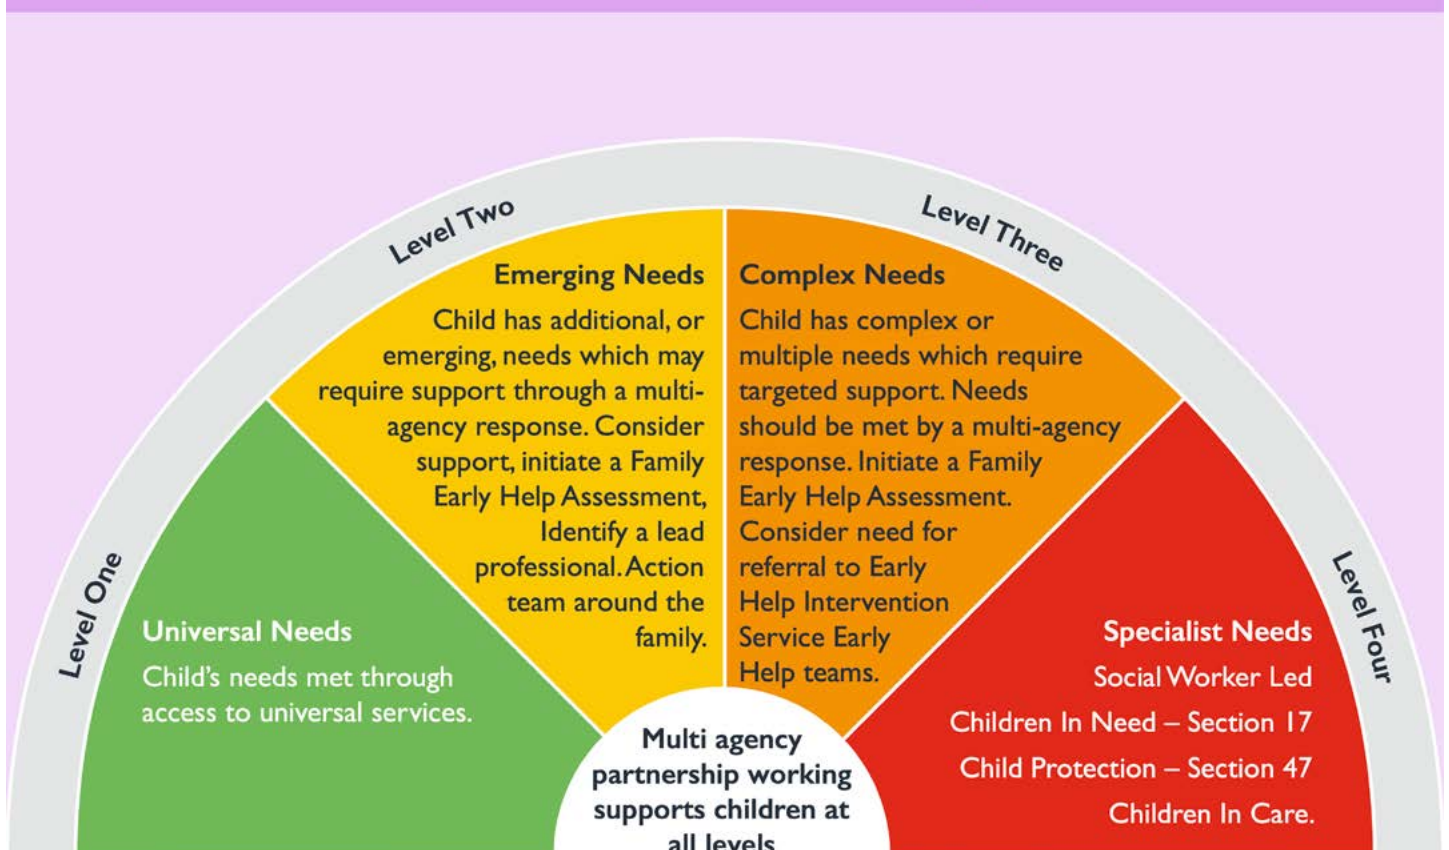 Level One
Universal Needs
Child's needs met through
access to universal services.
Level Two
Emerging Needs
Child has additional, or
emerging, needs which may
require support through a multi-
agency response. Consider
support, initiate a Family
Early Help Assessment,
Identify a lead
professional. Action
team around the
family.
Level Three
Complex Needs
Child has complex or
multiple needs which require
targeted support. Needs
should be met by a multi-agency
response. Initiate a Family
Early Help Assessment.
Consider need for
referral to Early
Help Intervention
Service Early
Help teams.
Level Four
Specialist Needs
Social Worker Led
Children In Need – Section 17
Child Protection – Section 47
Children In Care.
Multi agency
partnership working
supports children at
all levels